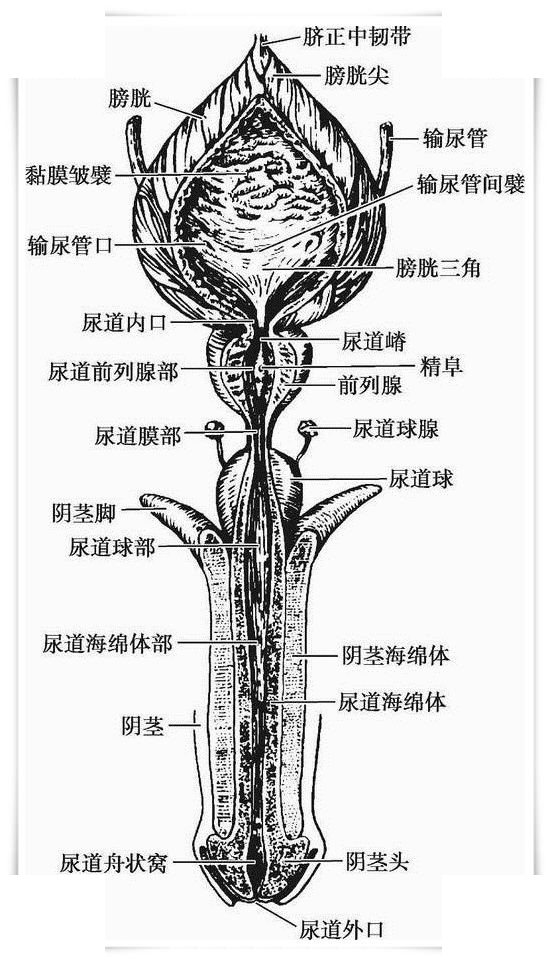 脐正中韧带
膀胱尖
膀胱
输尿管
黏膜皱襞
输尿管间襞
输尿管口
膀胱三角
尿道内口
尿道嵴
尿道前列腺部
精阜
前列腺
尿道膜部
尿道球腺
尿道球
阴茎脚
尿道球部
尿道海绵体部
阴茎海绵体
尿道海绵体
阴茎
尿道舟状窝
阴茎头
尿道外口